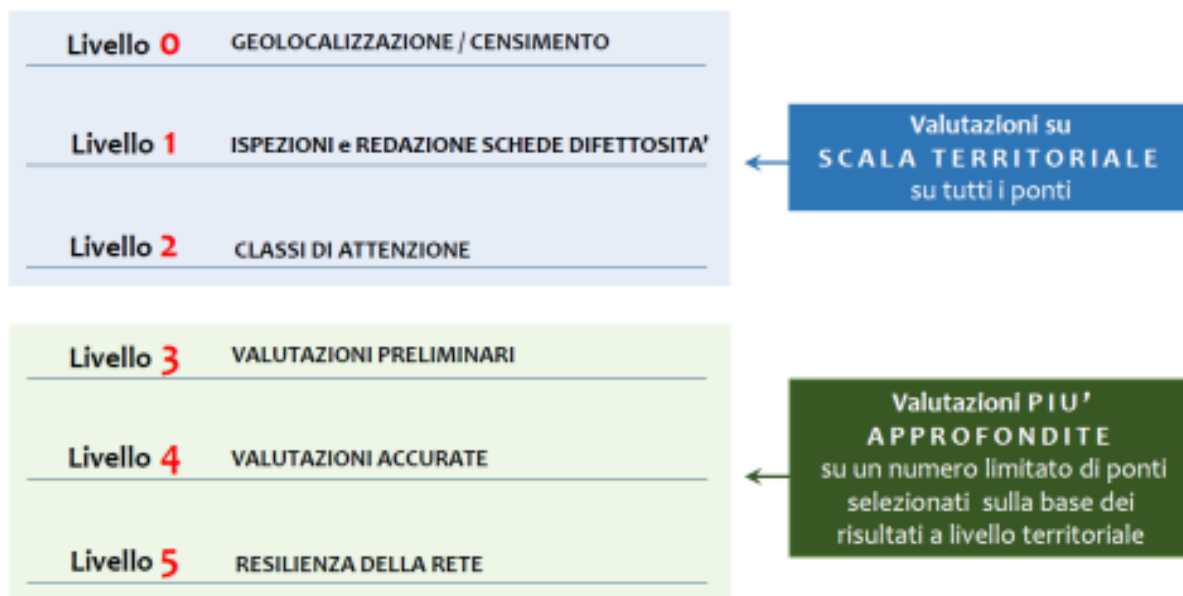 Livello 0 GEOLOCALIZZAZIONE / CENSIMENTO
Livello 1 ISPEZIONI e REDAZIONE SCHEDE DIFETTOSITA'
Livello 2 CLASSI DI ATTENZIONE
Valutazioni su
SCALA TERRITORIALE
su tutti i ponti
Livello 3 VALUTAZIONI PRELIMINARI
Livello 4 VALUTAZIONI ACCURATE
Livello 5 RESILIENZA DELLA RETE
Valutazioni PIU'
APPROFONDITE
su un numero limitato di ponti
selezionati sulla base dei
risultati a livello territoriale